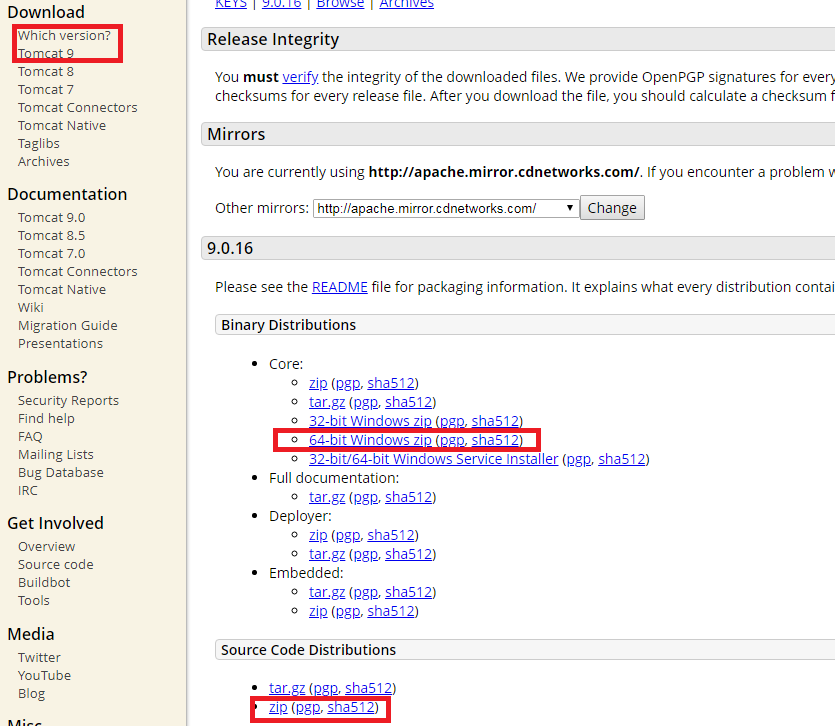 Download
Which version?
Tomcat 9
Tomcat 8
Tomcat 7
Tomcat Connectors
Tomcat Native
Taglibs
Archives
Documentation
Tomcat 9.0
Tomcat 8.5
Tomcat 7.0
Tomcat Connectors
Tomcat Native
Wiki
Migration Guide
Presentations
Problems?
Security Reports
Find help
FAQ
Mailing Lists
Bug Database
IRC
Get Involved
Overview
Source code
Buildbot
Tools
Media
Twitter
YouTube
Blog
Misc
KEYS | 9.0.16 | Browse | Archives
Release Integrity
You must verify the integrity of the downloaded files. We provide OpenPGP signatures for every
checksums for every release file. After you download the file, you should calculate a checksum f
Mirrors
You are currently using http://apache.mirror.cdnetworks.com/. If you encounter a problem w
Other mirrors: http://apache.mirror.cdnetworks.com/ Change
9.0.16
Please see the README file for packaging information. It explains what every distribution contai
Binary Distributions
Core:
zip (pgp, sha512)
tar.gz (pgp, sha512)
32-bit Windows zip (pgp, sha512)
64-bit Windows zip (pgp, sha512)
32-bit/64-bit Windows Service Installer (pgp, sha512)
Full documentation:
tar.gz (pgp, sha512)
Deployer:
zip (pgp, sha512)
tar.gz (pgp, sha512)
Embedded:
tar.gz (pgp, sha512)
zip (pgp, sha512)
Source Code Distributions
tar.gz (pgp, sha512)
zip (pgp, sha512)